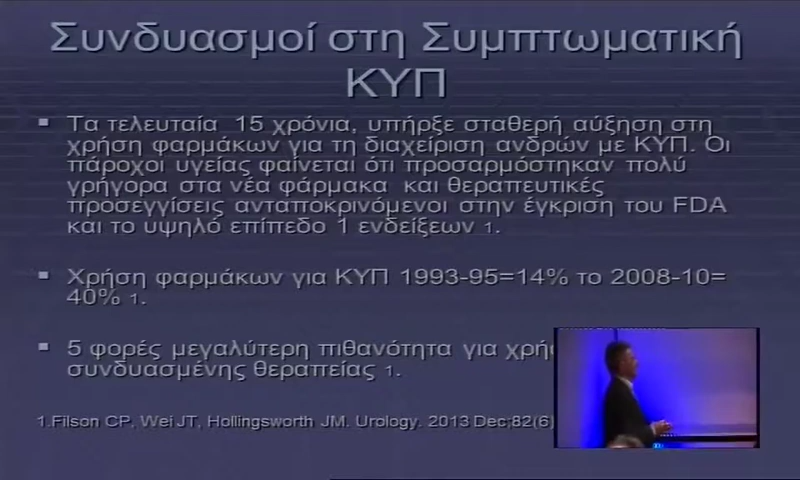 Συνδυασμοί στη Συμπτωματική
ΚΥΠ
Τα τελευταία 15 χρόνια, υπήρξε σταθερή αύξηση στη
χρήση φαρμάκων για τη διαχείριση ανδρών με ΚΥΠ. Οι
πάροχοι υγείας φαίνεται ότι προσαρμόστηκαν πολύ
γρήγορα στα νέα φάρμακα και θεραπευτικές
προσεγγίσεις ανταποκρινόμενοι στην έγκριση του FDA
και το υψηλό επίπεδο 1 ενδείξεων 1.
Χρήση φαρμάκων για ΚΥΠ 1993-95=14% το 2008-10=
40% 1.
5 φορές μεγαλύτερη πιθανότητα για
συνδυασμένης θεραπείας 1.
1.Filson CP, Wei JT, Hollingsworth JM. Urology. 2013 Dec;82(6)